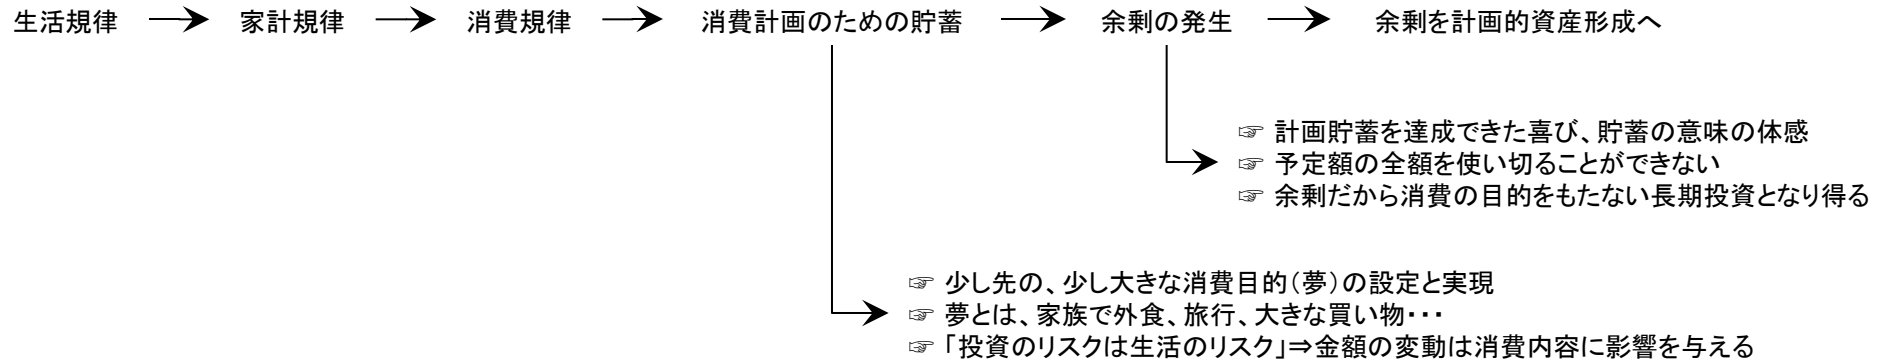 生活規律 → 家計規律 → 消費規律 → 消費計画のための貯蓄 → 余剰の発生 → 余剰を計画的資産形成へ
☞ 計画貯蓄を達成できた喜び、貯蓄の意味の体感
☞ 予定額の全額を使い切ることができない
☞ 余剰だから消費の目的をもたない長期投資となり得る
☞ 少し先の、少し大きな消費目的（夢）の設定と実現
☞ 夢とは、家族で外食、旅行、大きな買い物・・・
☞ 「投資のリスクは生活のリスク」⇒金額の変動は消費内容に影響を与える